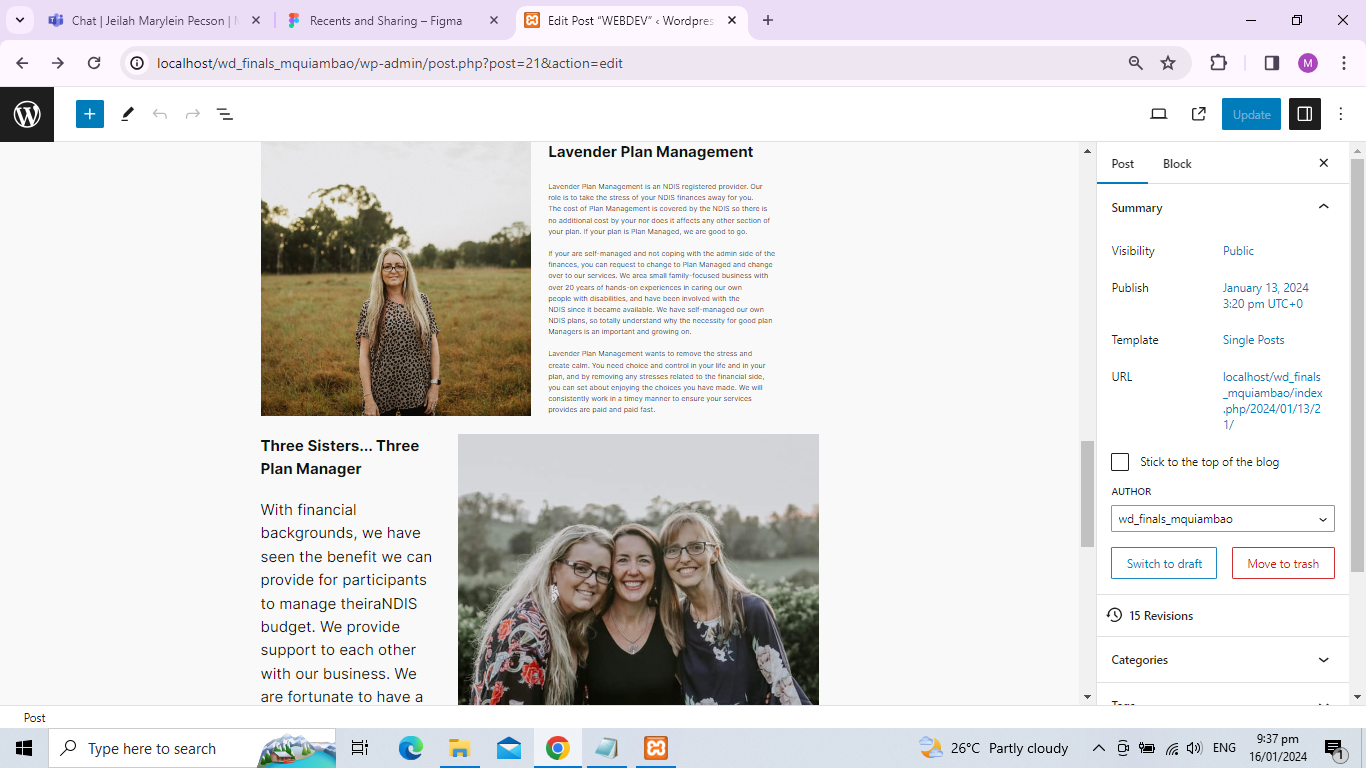 Chat | Jeilah Marylein Pecson |
Recents and Sharing – Figma
Edit Post “WEBDEV” ‹ Wordpres
localhost/wd_finals_mquiambao/wp-admin/post.php?post=21&action=edit
M
Update
Lavender Plan Management
Lavender Plan Management is an NDIS registered provider. Our
role is to take the stress of your NDIS finances away for you.
The cost of Plan Management is covered by the NDIS so there is
no additional cost by your nor does it affects any other section of
your plan. If your plan is Plan Managed, we are good to go.
If your are self-managed and not coping with the admin side of the
finances, you can request to change to Plan Managed and change
over to our services. We area small family-focused business with
over 20 years of hands-on experiences in caring our own
people with disabilities, and have been involved with the
NDIS since it became available. We have self-managed our own
NDIS plans, so totally understand why the necessity for good plan
Managers is an important and growing on.
Lavender Plan Management wants to remove the stress and
create calm. You need choice and control in your life and in your
plan, and by removing any stresses related to the financial side,
you can set about enjoying the choices you have made. We will
consistently work in a timey manner to ensure your services
provides are paid and paid fast.
Three Sisters... Three
Plan Manager
With financial
backgrounds, we have
seen the benefit we can
provide for participants
to manage theiraNDIS
budget. We provide
support to each other
with our business. We
are fortunate to have a
Post
Block
Summary
Visibility
Public
Publish
January 13, 2024
3:20 pm UTC+0
Template
Single Posts
URL
localhost/wd_finals
_mquiambao/index
.php/2024/01/13/2
1/
Stick to the top of the blog
AUTHOR
wd_finals_mquiambao
Switch to draft
Move to trash
15 Revisions
Categories
Tags
Post
Type here to search
26°C Partly cloudy
ENG
9:37 pm
16/01/2024
1